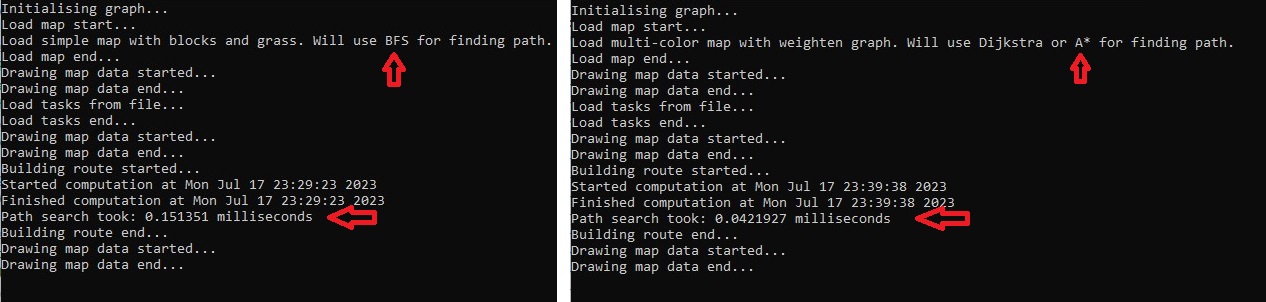 Initialising graph...
Load map start...
Load simple map with blocks and grass. Will use BFS for finding path.
Load map end...
Drawing map data started...
Drawing map data end...
Load tasks from file...
Load tasks end...
Drawing map data started...
Drawing map data end...
Building route started...
Started computation at Mon Jul 17 23:29:23 2023
Finished computation at Mon Jul 17 23:29:23 2023
Path search took: 0.151351 milliseconds
Building route end...
Drawing map data started...
Drawing map data end...
Initialising graph...
Load map start...
Load multi-color map with weighten graph. Will use Dijkstra or A* for finding path.
Load map end...
Drawing map data started...
Drawing map data end...
Load tasks from file...
Load tasks end...
Drawing map data started...
Drawing map data end...
Building route started...
Started computation at Mon Jul 17 23:39:38 2023
Finished computation at Mon Jul 17 23:39:38 2023
Path search took: 0.0421927 milliseconds
Building route end...
Drawing map data started...
Drawing map data end...